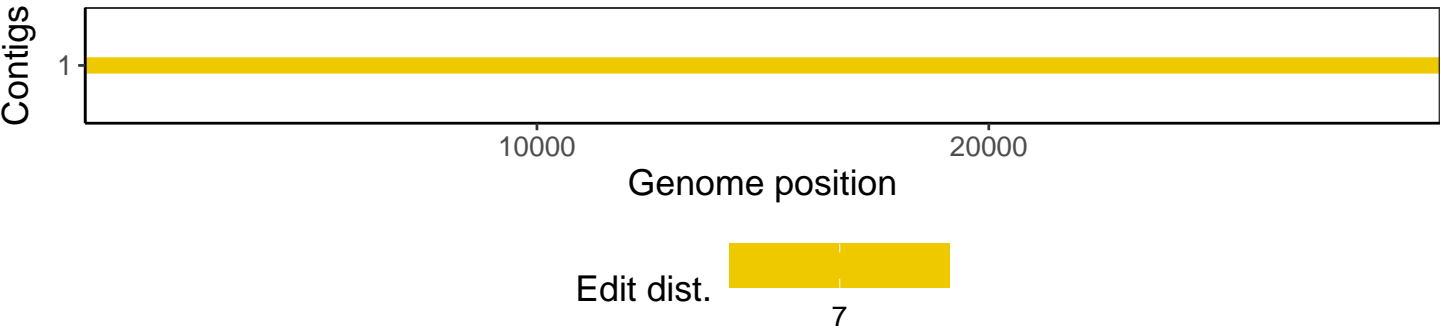 Contigs
1
10000 20000
Genome position
Edit dist.
7